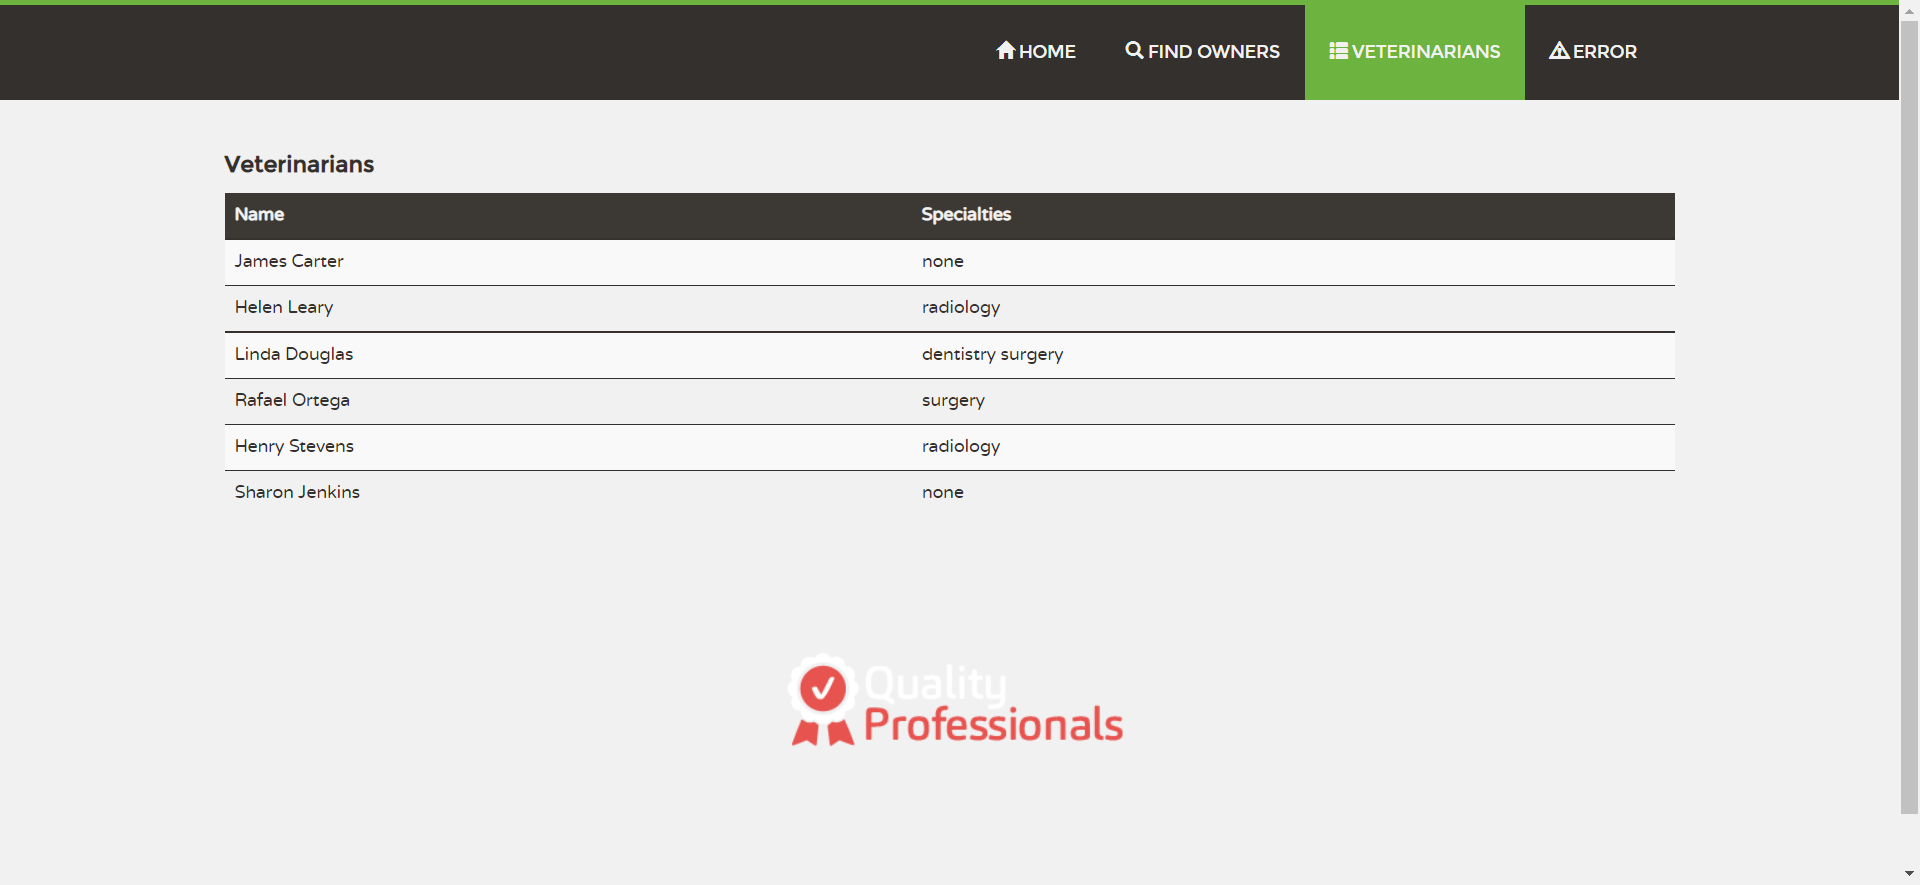 HOME FIND OWNERS VETERINARIANS ERROR
Veterinarians
Name Specialties
James Carter none
Helen Leary radiology
Linda Douglas dentistry surgery
Rafael Ortega surgery
Henry Stevens radiology
Sharon Jenkins none
Quality
Professionals